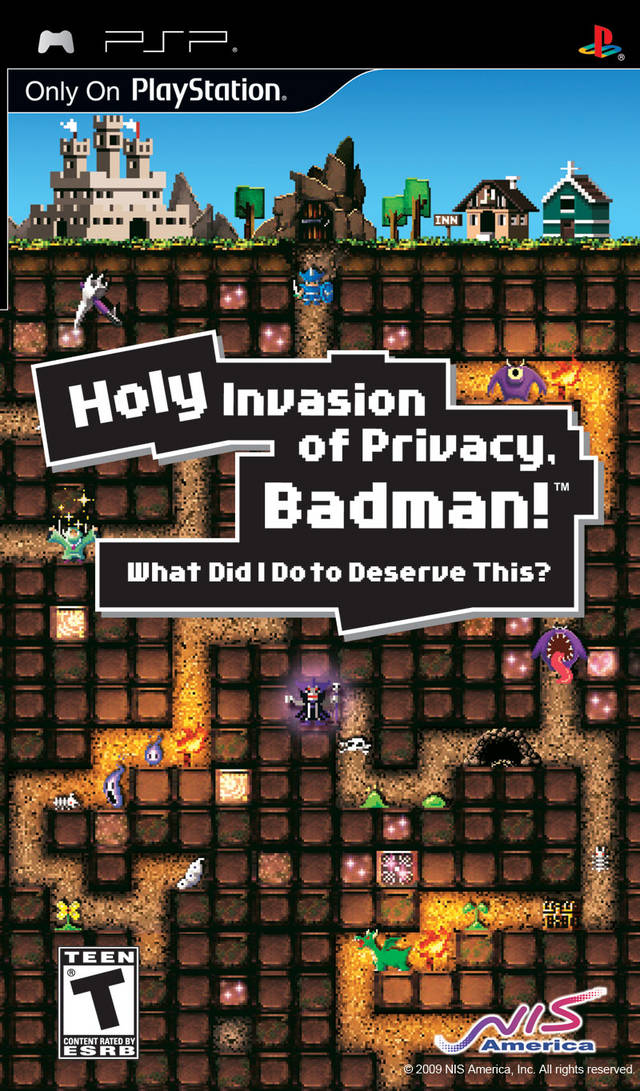 PSP®
®
Only On PlayStation®
INN
Holy Invasion
of Privacy,
Badman!™
What Did I Do to Deserve This?
TEEN
®
T
CONTENT RATED BY
ESRB
NIS
America
© 2009 NIS America, Inc. All rights reserved.